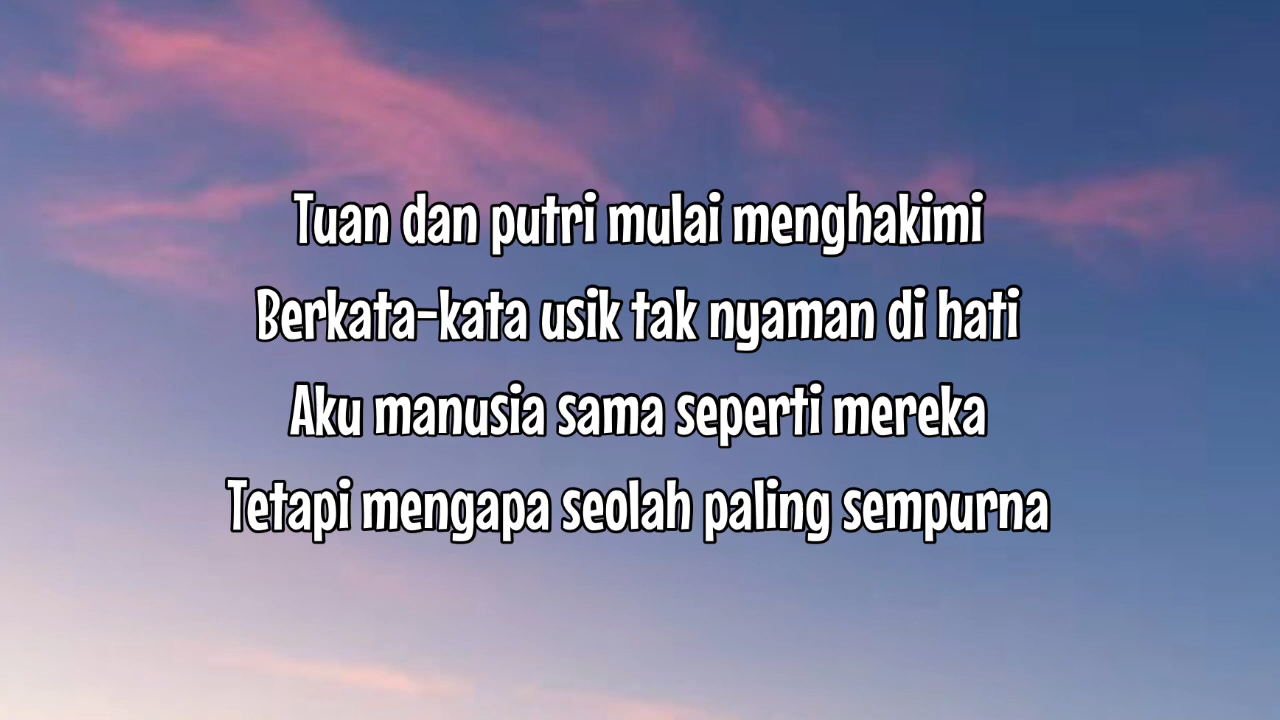 Tuan dan putri mulai menghakimi
Berkata-kata usik tak nyaman di hati
Aku manusia sama seperti mereka
Tetapi mengapa seolah paling sempurna